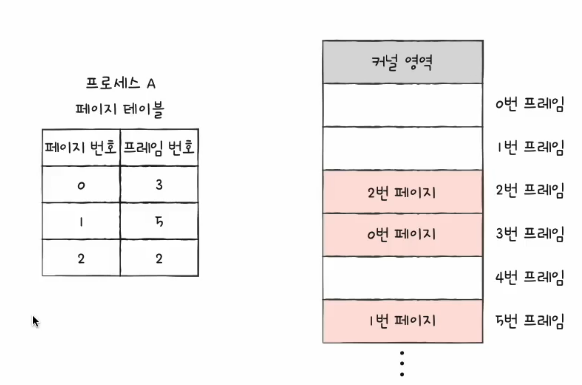 프로세스 A
페이지 테이블
페이지 번호 프레임 번호
0 3
1 5
2 2
커널 영역
0번 프레임
1번 프레임
2번 페이지 2번 프레임
0번 페이지 3번 프레임
4번 프레임
1번 페이지 5번 프레임